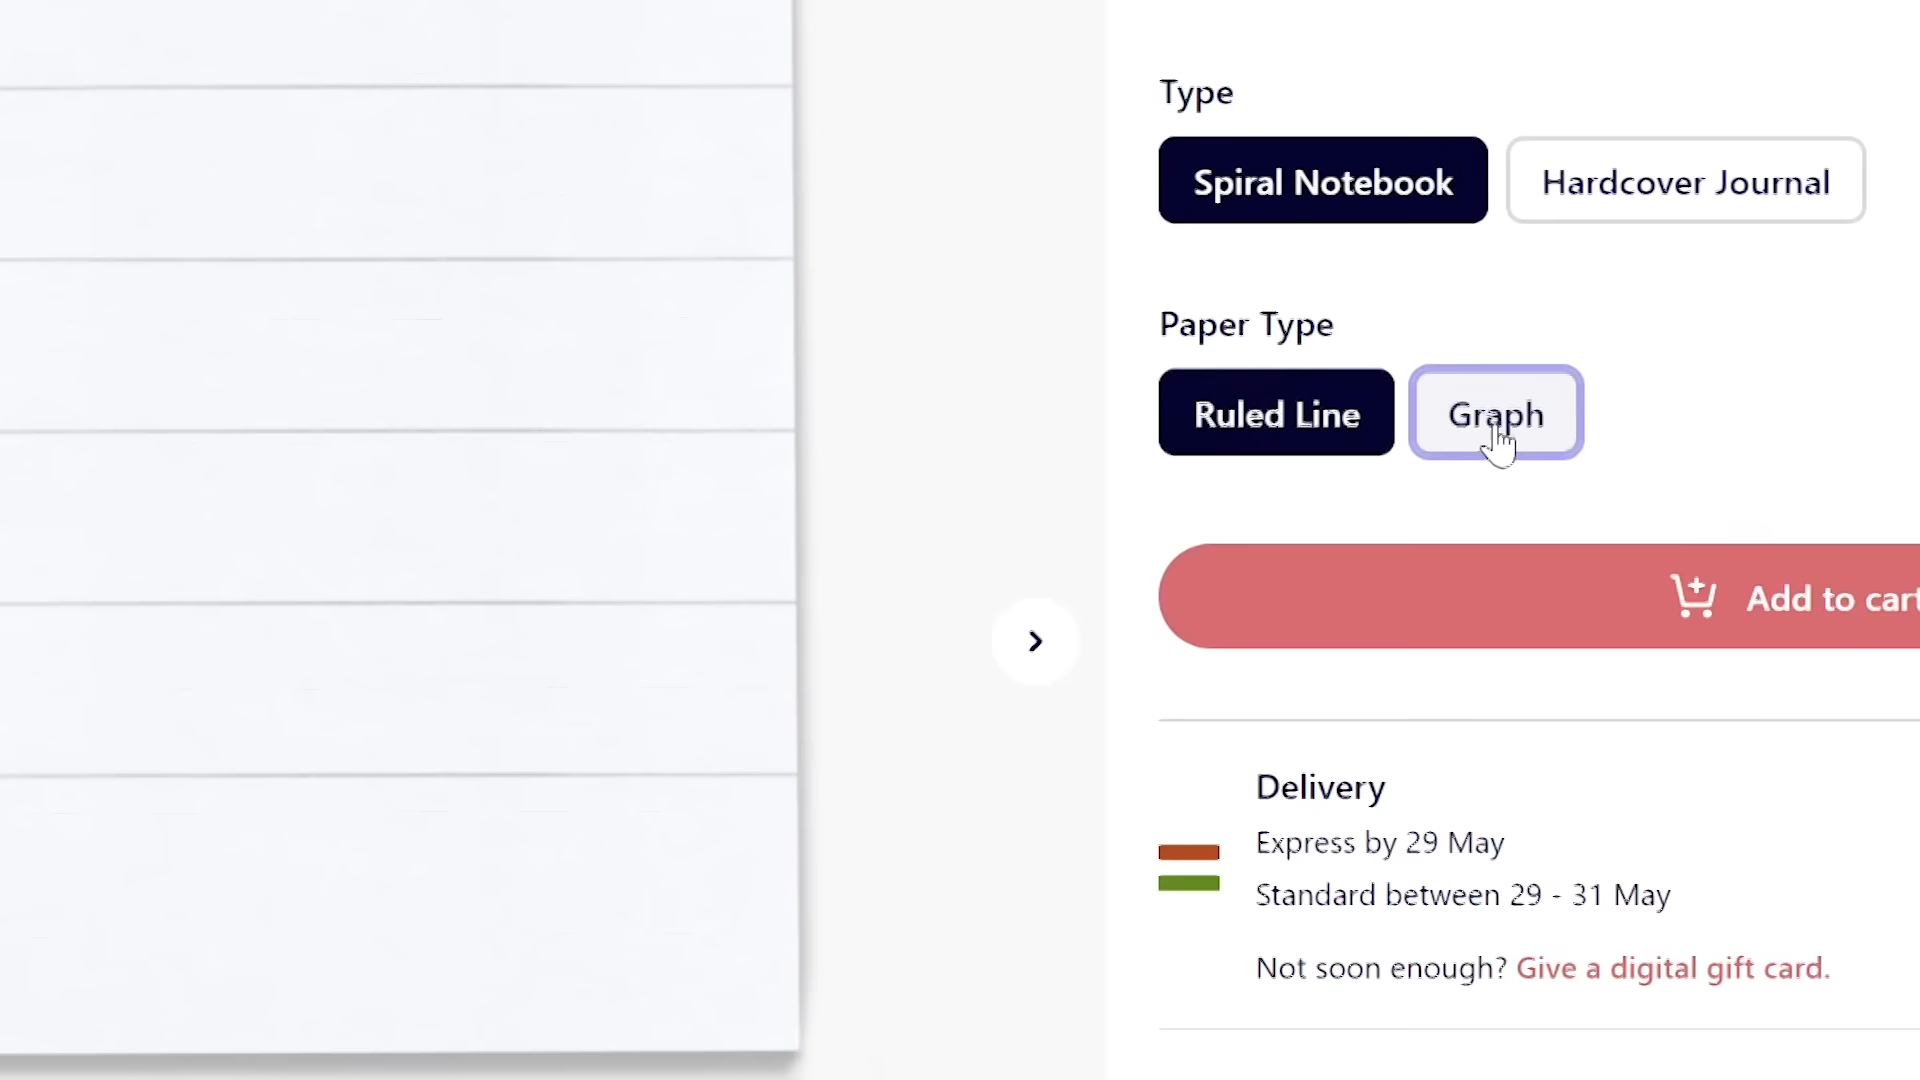 Type
Spiral Notebook
Hardcover Journal
Paper Type
Ruled Line
Graph
Add to cart
Delivery
Express by 29 May
Standard between 29 - 31 May
Not soon enough? Give a digital gift card.